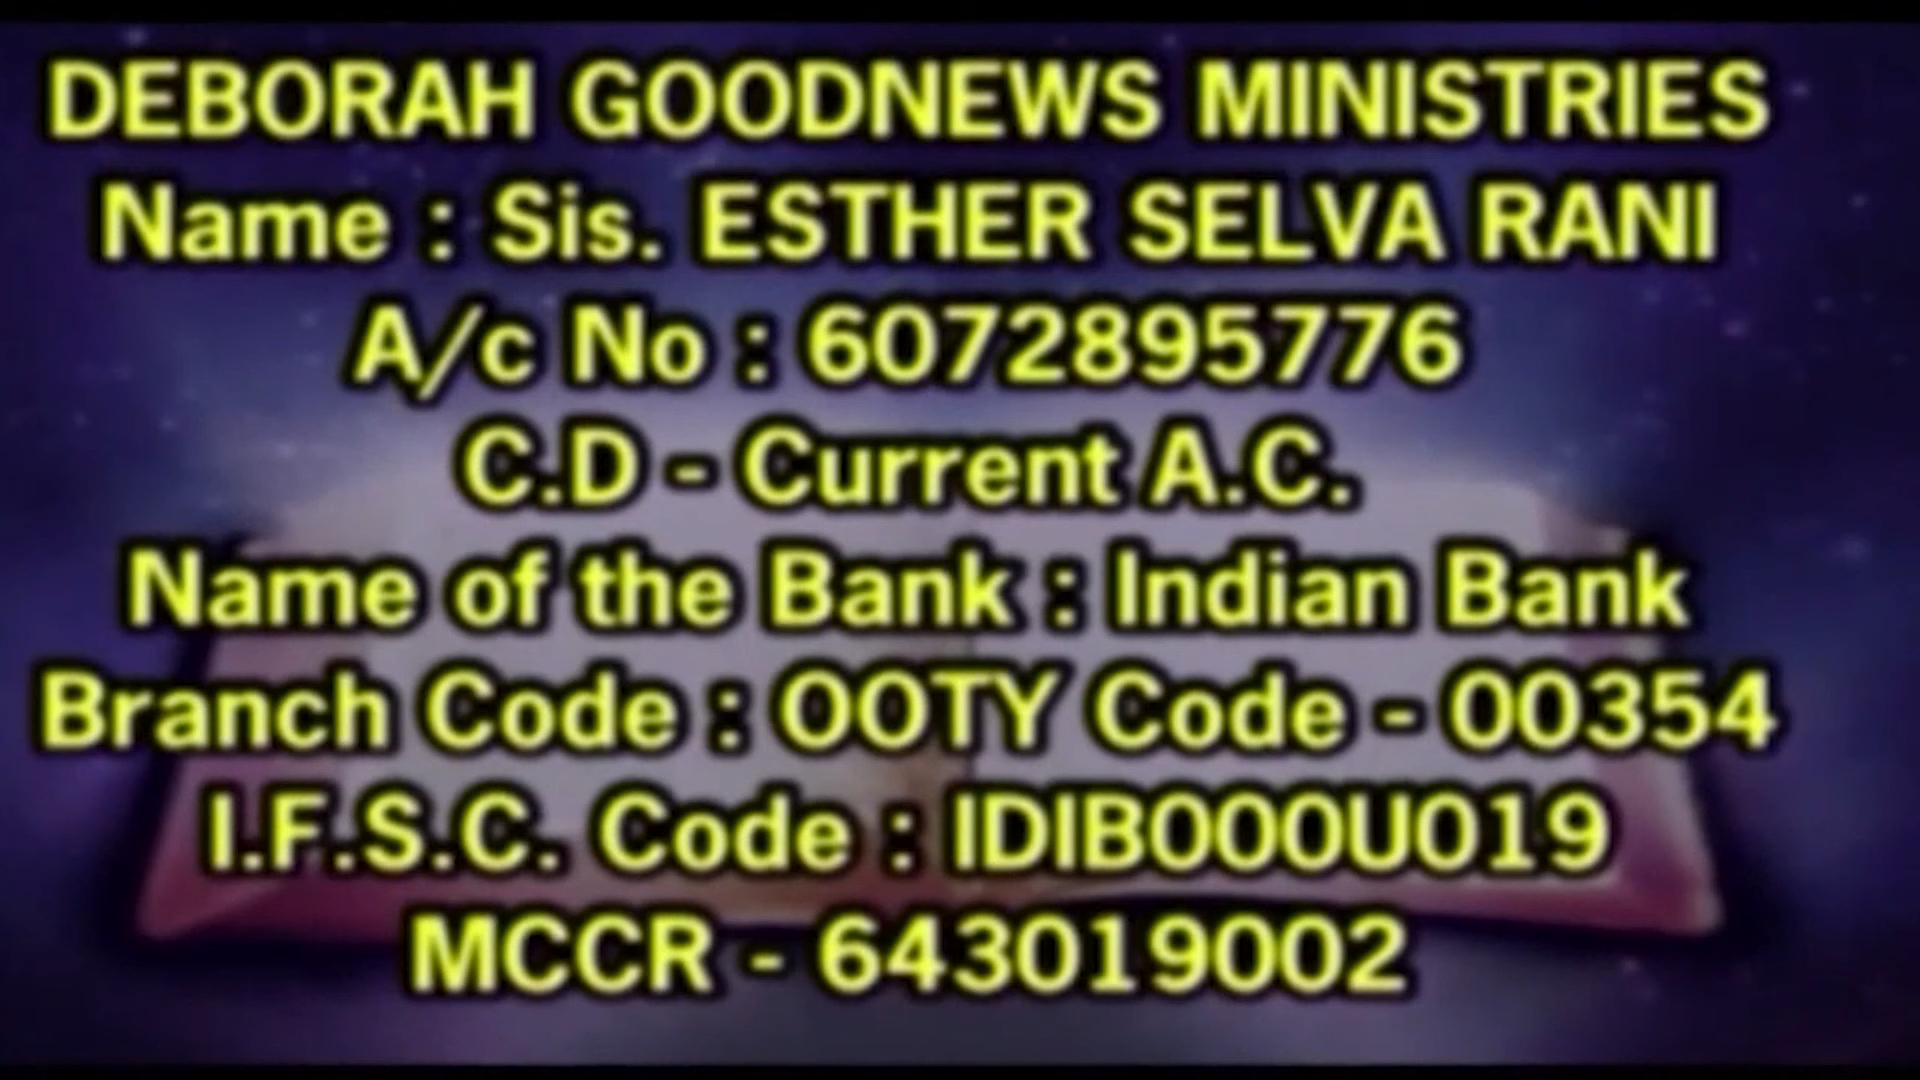 DEBORAH GOODNEWS MINISTRIES
Name : Sis. ESTHER SELVA RANI
A/c No : 6072895776
C.D - Current A.C.
Name of the Bank : Indian Bank
Branch Code : OOTY Code - 00354
I.F.S.C. Code : IDIB000U019
MCCR - 643019002